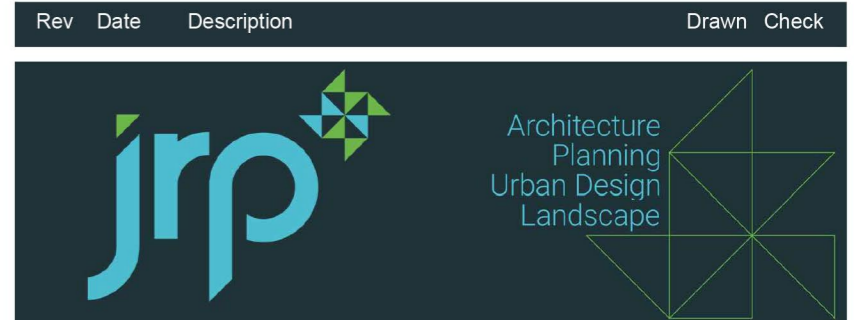 Rev Date Description Drawn Check
jrp
Architecture
Planning
Urban Design
Landscape